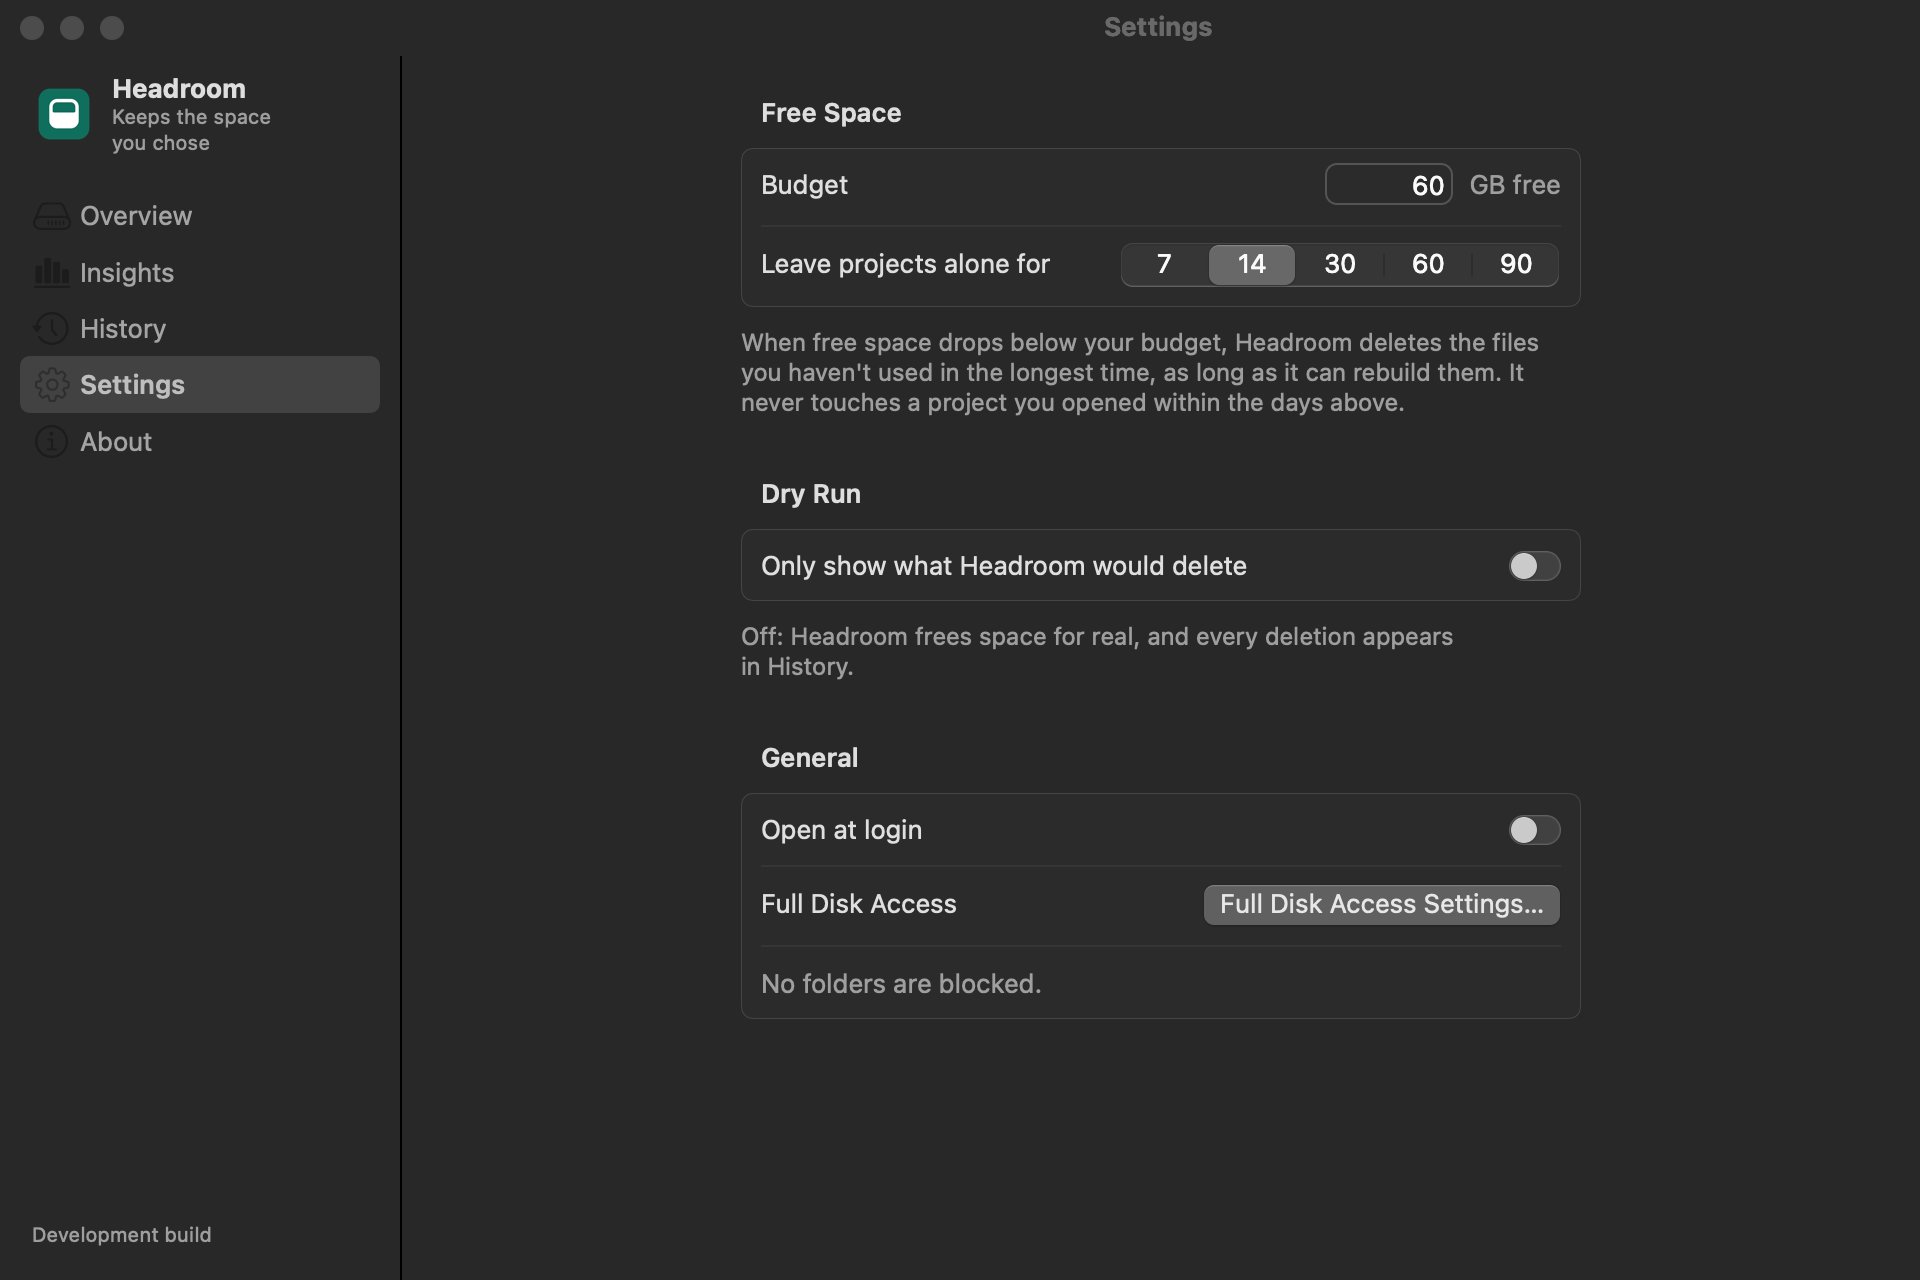 Settings
Headroom
Keeps the space
you chose
Overview
Insights
History
Settings
About
Development build
Free Space
Budget 60 GB free
Leave projects alone for 7 14 30 60 90
When free space drops below your budget, Headroom deletes the files
you haven't used in the longest time, as long as it can rebuild them. It
never touches a project you opened within the days above.
Dry Run
Only show what Headroom would delete
Off: Headroom frees space for real, and every deletion appears
in History.
General
Open at login
Full Disk Access Full Disk Access Settings...
No folders are blocked.